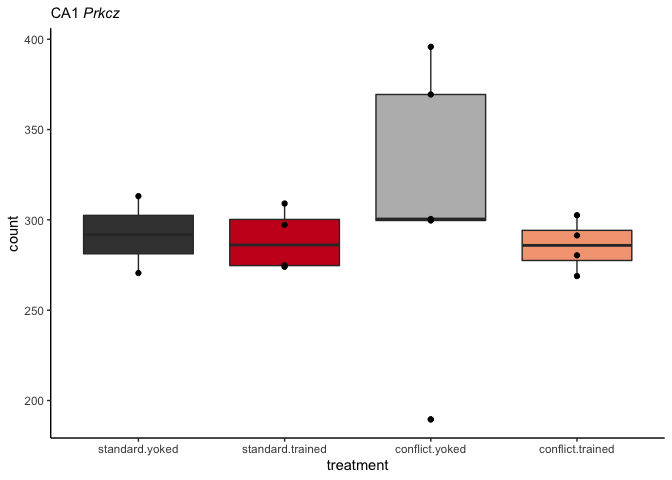 CA1 Prkcz
400
350
300
250
200
count
standard.yoked
standard.trained
conflict.yoked
conflict.trained
treatment